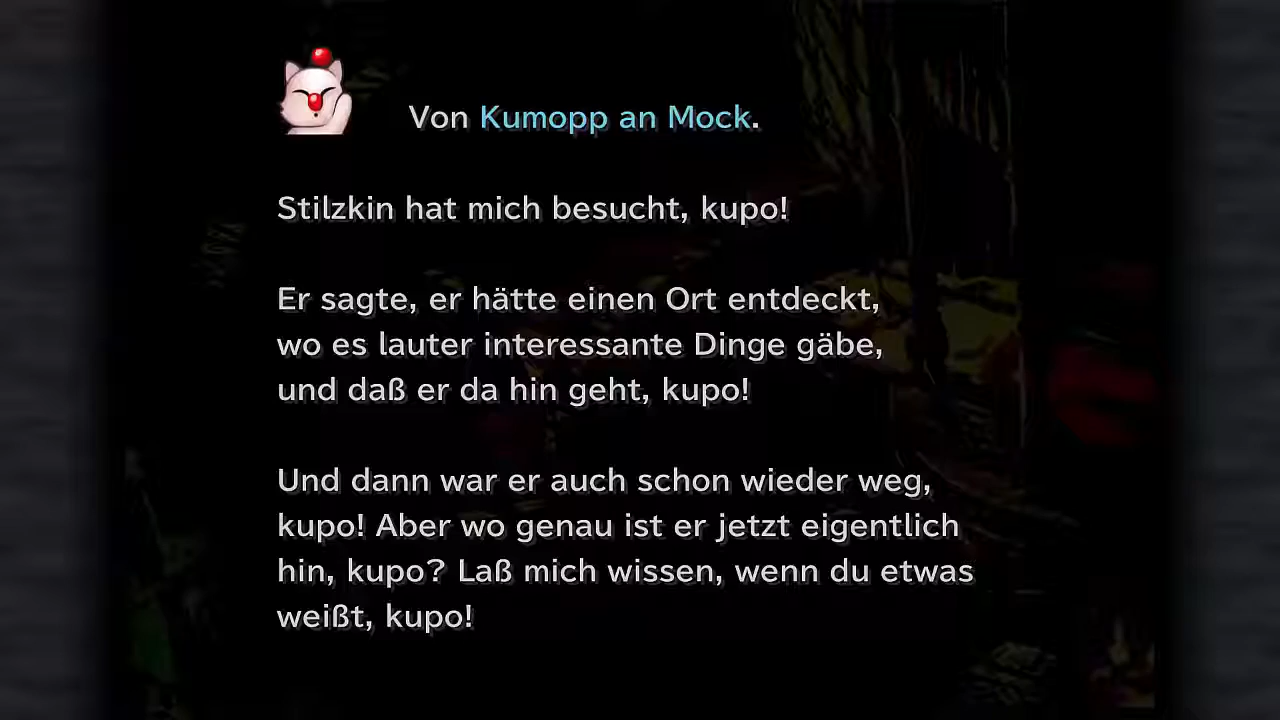 Von Kumopp an Mock.
Stilzkin hat mich besucht, kupo!
Er sagte, er hätte einen Ort entdeckt,
wo es lauter interessante Dinge gäbe,
und daß er da hin geht, kupo!
Und dann war er auch schon wieder weg,
kupo! Aber wo genau ist er jetzt eigentlich
hin, kupo? Laß mich wissen, wenn du etwas
weißt, kupo!